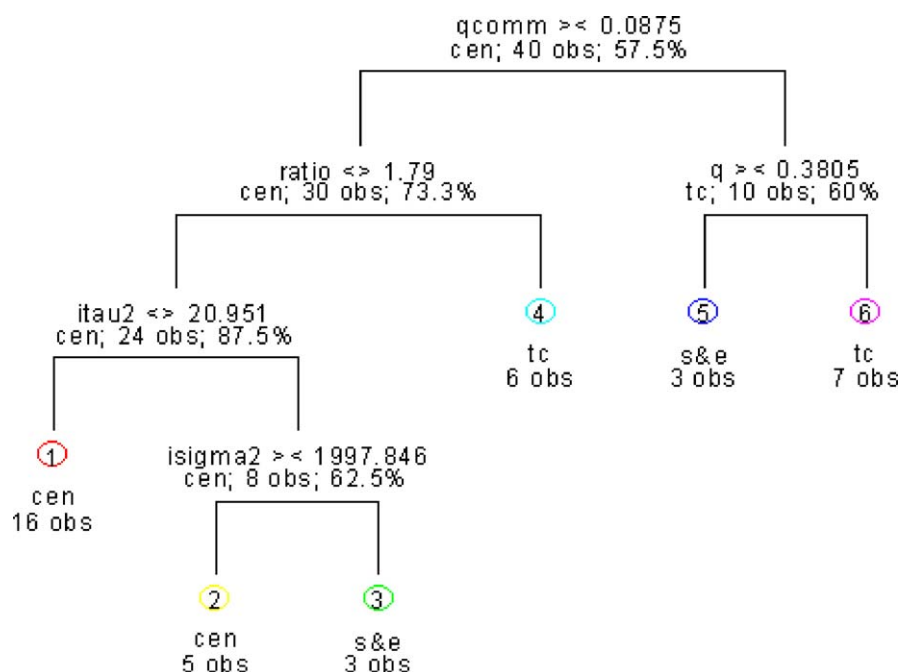 qcomm >< 0.0875
cen; 40 obs; 57.5%
ratio <> 1.79
cen; 30 obs; 73.3%
q >< 0.3805
tc; 10 obs; 60%
itau2 <> 20.951
cen; 24 obs; 87.5%
4
tc
6 obs
5
s&e
3 obs
6
tc
7 obs
1
cen
16 obs
isigma2 >< 1997.846
cen; 8 obs; 62.5%
2
cen
5 obs
3
s&e
3 obs